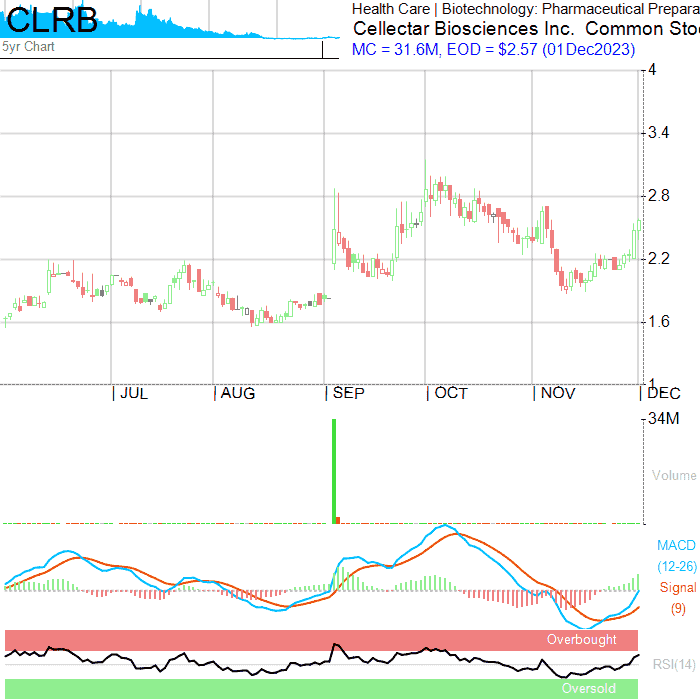 CLRB
5yr Chart
Health Care | Biotechnology: Pharmaceutical Prepara
Cellectar Biosciences Inc. Common Sto
MC = 31.6M, EOD = $2.57 (01Dec2023)
4
3.4
2.8
2.2
1.6
1
JUL
AUG
SEP
OCT
NOV
DEC
34M
Volume
MACD
(12-26)
Signal
(9)
Overbought
RSI(14)
Oversold